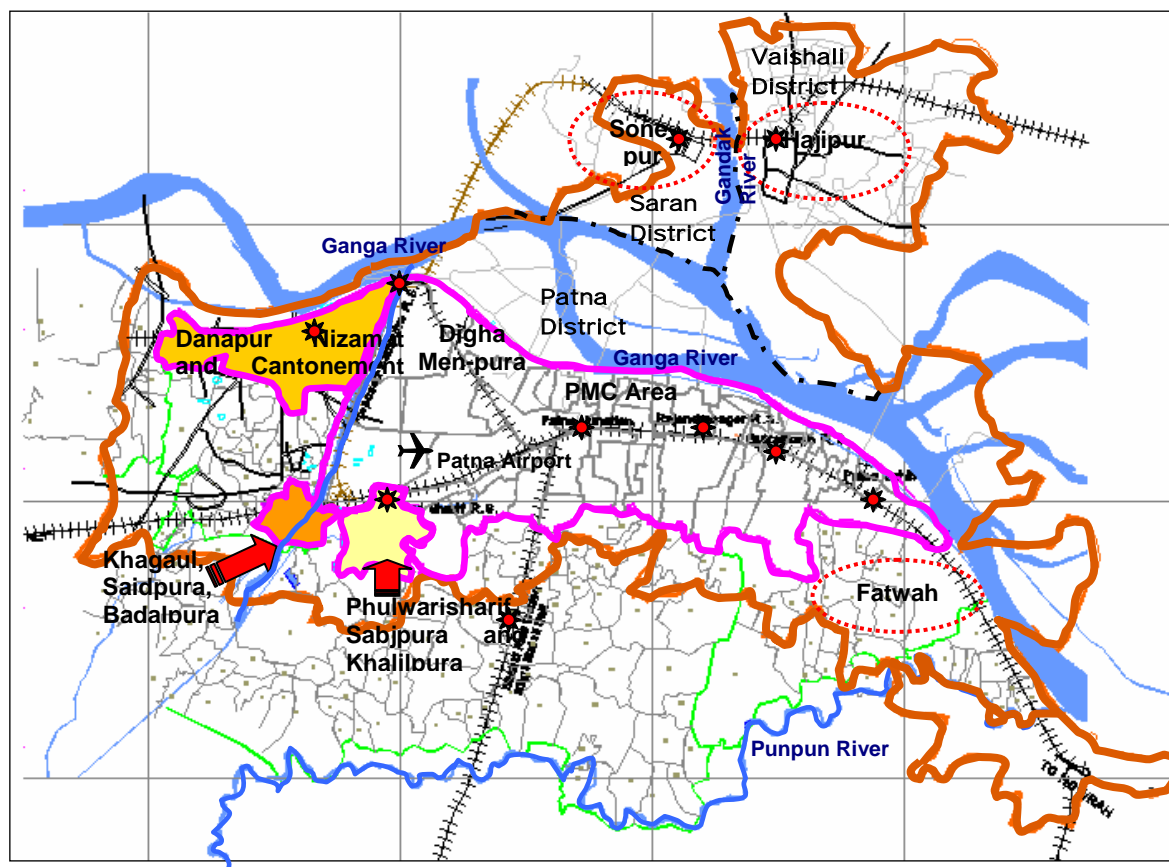 Vaishali
District
Sone
pur
Hajipur
Gandak
River
Saran
District
Ganga River
Patna
District
Digha
Men-pura
Ganga River
Danapur Nizamat
and Cantonement
PMC Area
Patna Airport
Khagaul,
Saidpura,
Badalpura
Phulwarisharif,
Sabjpura and
Khalilpura
Fatwah
Punpun River